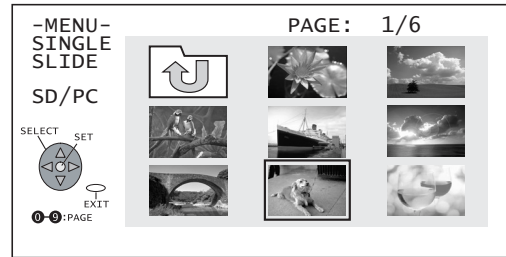 -MENU-
PAGE: 1/6
SINGLE
SLIDE
SD/PC
SELECT
SET
EXIT
0-9:PAGE